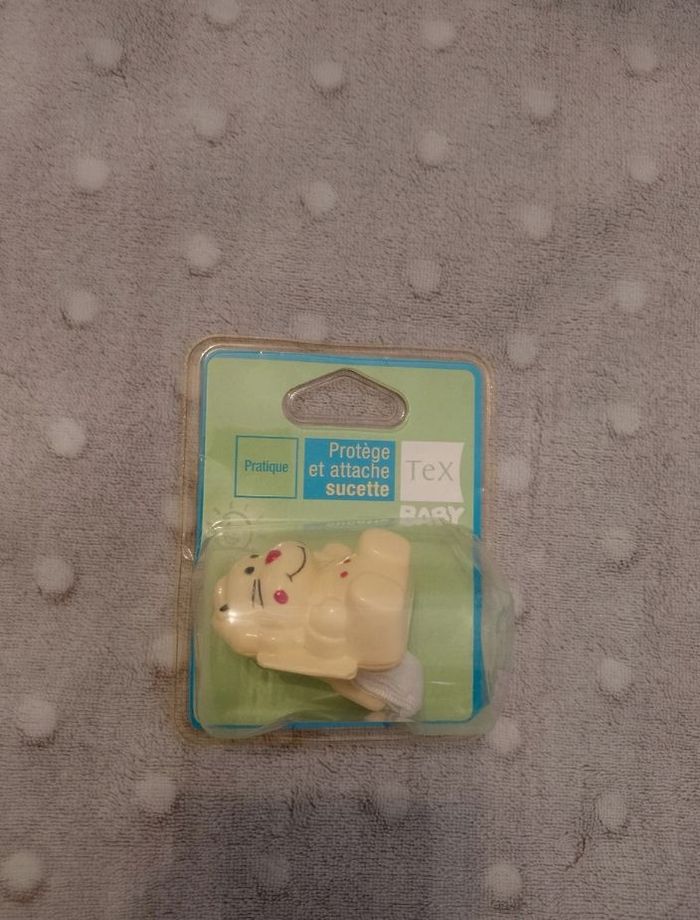 Pratique
Protège
et attache
sucette
TeX
BABY